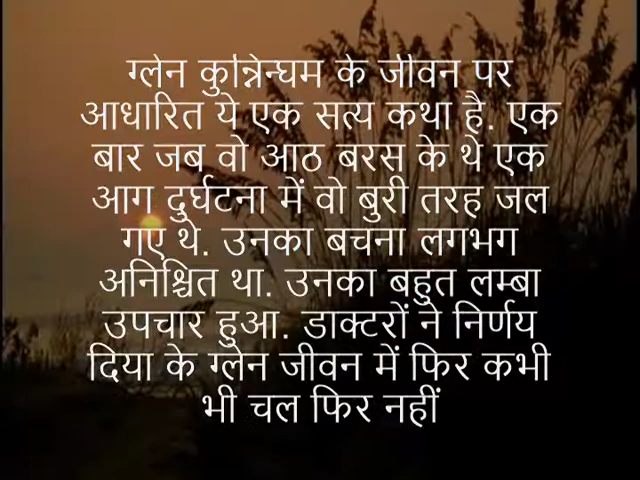 ग्लेन कुन्निन्घम के जीवन पर
आधारित ये एक सत्य कथा है. एक
बार जब वो आठ बरस के थे एक
आग दुर्घटना में वो बुरी तरह जल
गए थे. उनका बचना लगभग
अनिश्चित था. उनका बहुत लम्बा
उपचार हुआ. डाक्टरों ने निर्णय
दिया के ग्लेन जीवन में फिर कभी
भी चल फिर नहीं